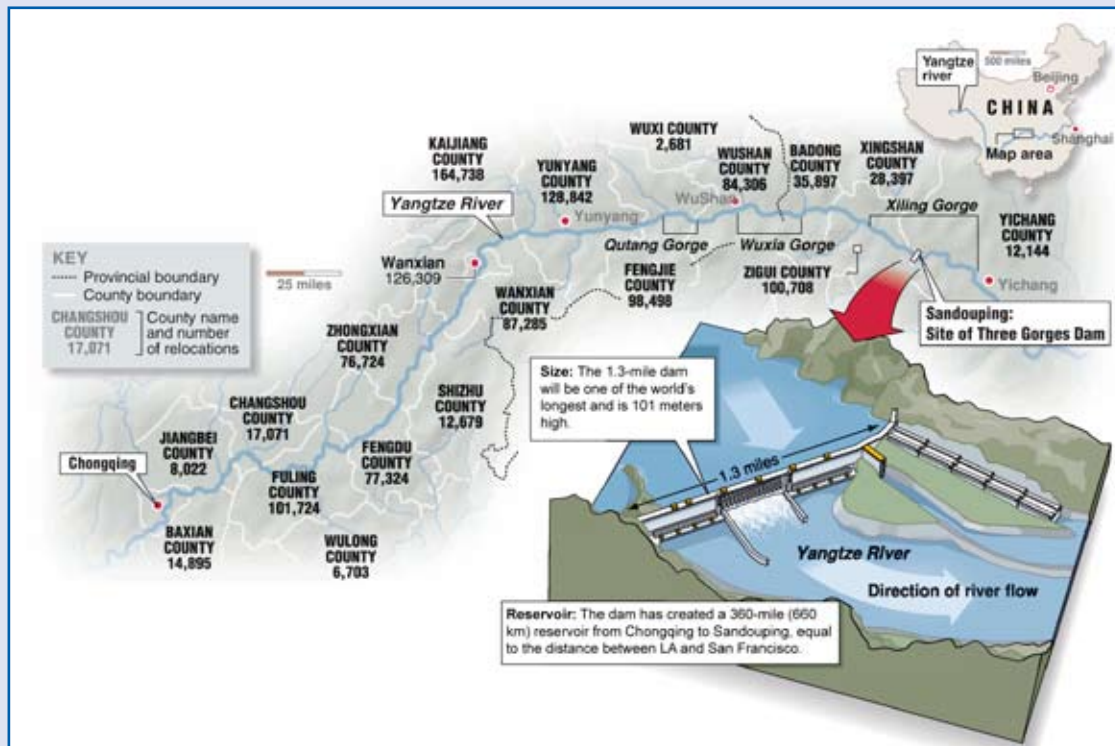 Yangtze
river
500 miles
Beijing
CHINA
Shanghai
Map area
WUXI COUNTY
2,681
KAIJIANG
COUNTY
164,738
YUNYANG
COUNTY
128,842
WUSHAN
COUNTY
84,306
BADONG
COUNTY
35,897
XINGSHAN
COUNTY
28,397
Yangtze River
Yunyang
WuShan
Xiling Gorge
YICHANG
COUNTY
12,144
Qutang Gorge
Wuxia Gorge
KEY
Provincial boundary
County boundary
CHANGSHOU
COUNTY
17,071
County name
and number
of relocations
25 miles
Wanxian
126,309
WANXIAN
COUNTY
87,285
FENGJIE
COUNTY
98,498
ZIGUI COUNTY
100,708
Yichang
Sandouping:
Site of Three Gorges Dam
ZHONGXIAN
COUNTY
76,724
Size: The 1.3-mile dam
will be one of the world's
longest and is 101 meters
high.
SHIZHU
COUNTY
12,679
CHANGSHOU
COUNTY
17,071
JIANGBEI
COUNTY
8,022
Chongqing
FENGDU
COUNTY
77,324
FULING
COUNTY
101,724
BAXIAN
COUNTY
14,895
WULONG
COUNTY
6,703
1.3 miles
Yangtze River
Direction of river flow
Reservoir: The dam has created a 360-mile (660
km) reservoir from Chongqing to Sandouping, equal
to the distance between LA and San Francisco.